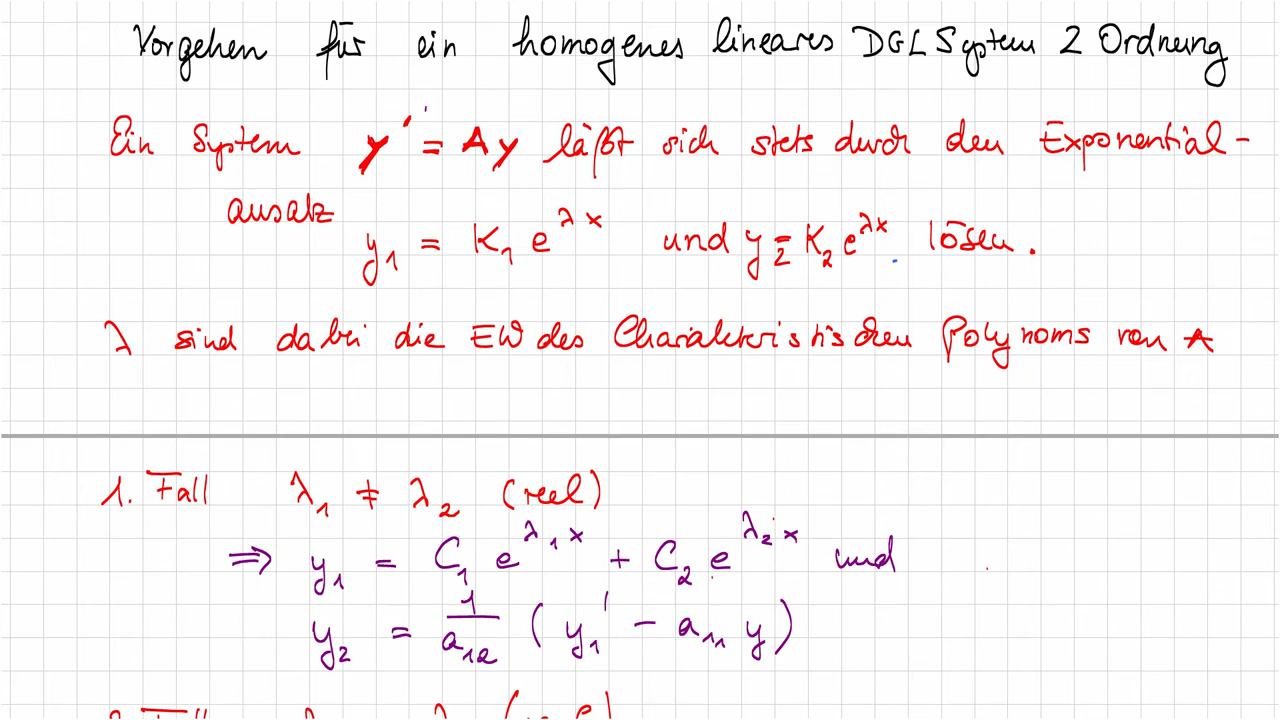 Vorgehen für ein homogenes lineares DGL System 2 Ordnung
Ein System y' = Ay läßt sich stets durch den Exponential-
ansatz
y₁ = K₁ e^{λx} und y₂ = K₂ e^{λx} lösen.
λ sind dabei die EW des Charakteristischen Polynoms von A
1. Fall λ₁ ≠ λ₂ (reel)
⇒ y₁ = C₁ e^{λ₁x} + C₂ e^{λ₂x} und
y₂ = 1/a₁₂ (y₁' - a₁₁ y)